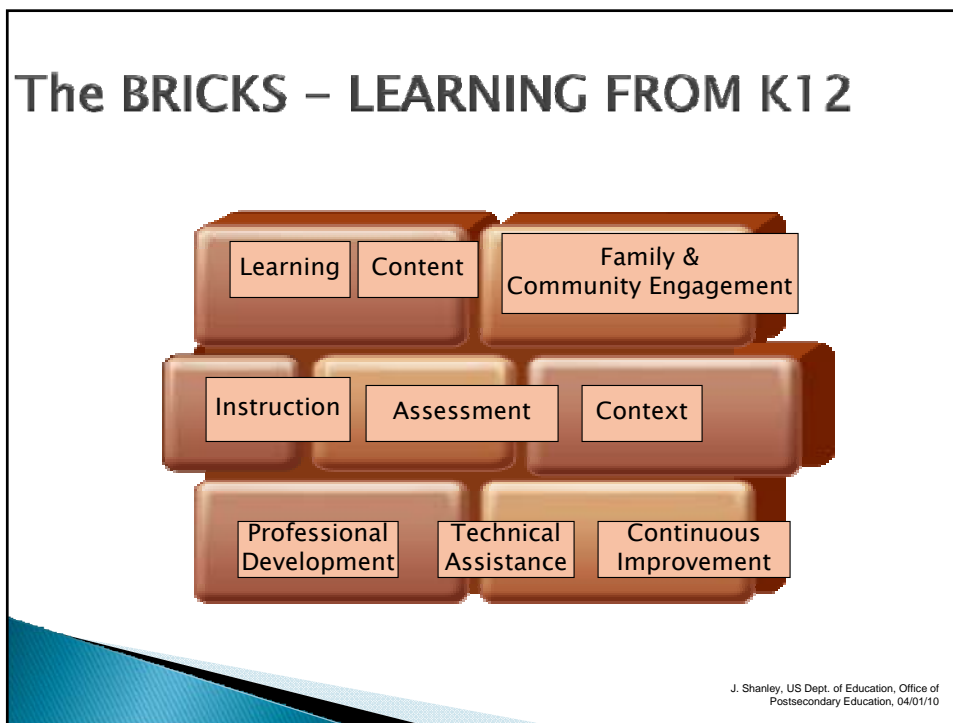 The BRICKS – LEARNING FROM K12
Learning
Content
Family &
Community Engagement
Instruction
Assessment
Context
Professional
Development
Technical
Assistance
Continuous
Improvement
J. Shanley, US Dept. of Education, Office of
Postsecondary Education, 04/01/10